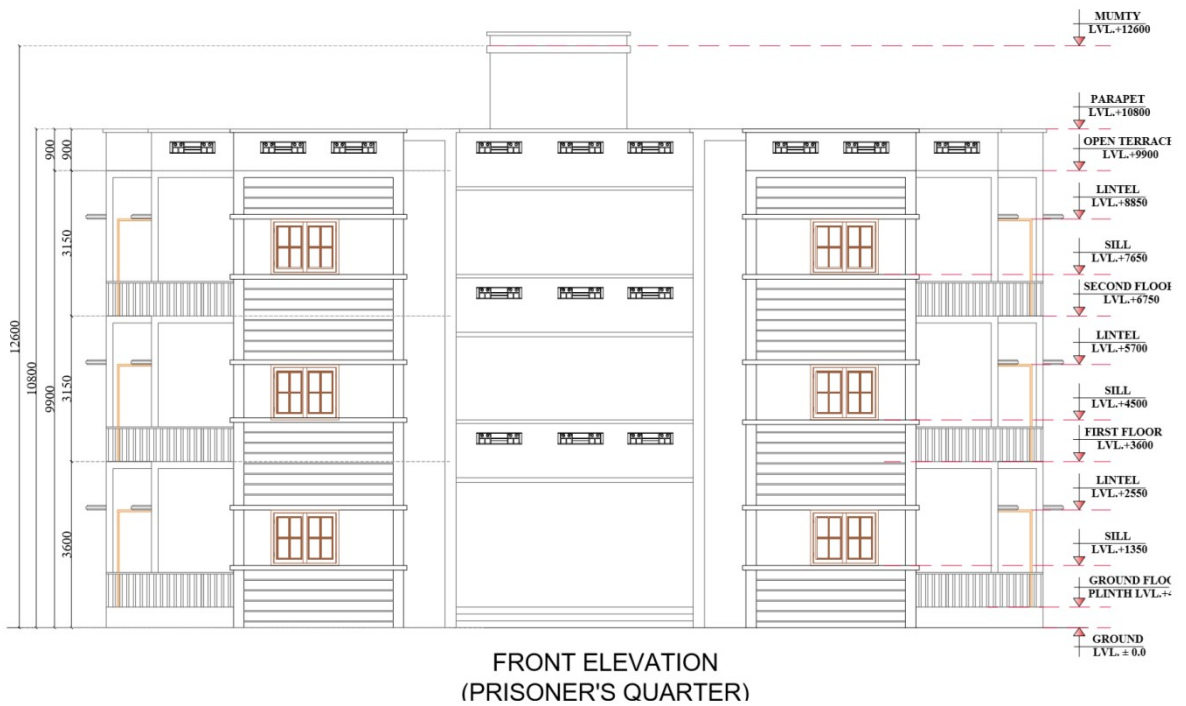 MUMTY
LVL.+12600
PARAPET
LVL.+10800
OPEN TERRACE
LVL.+9900
LINTEL
LVL.+8850
SILL
LVL.+7650
SECOND FLOOR
LVL.+6750
LINTEL
LVL.+5700
SILL
LVL.+4500
FIRST FLOOR
LVL.+3600
LINTEL
LVL.+2550
SILL
LVL.+1350
GROUND
PLINTH LVL.+
GROUND
LVL. ± 0.0
12600
10800
9900
900
900
3150
3150
3600
FRONT ELEVATION
(PRISONER'S QUARTER)